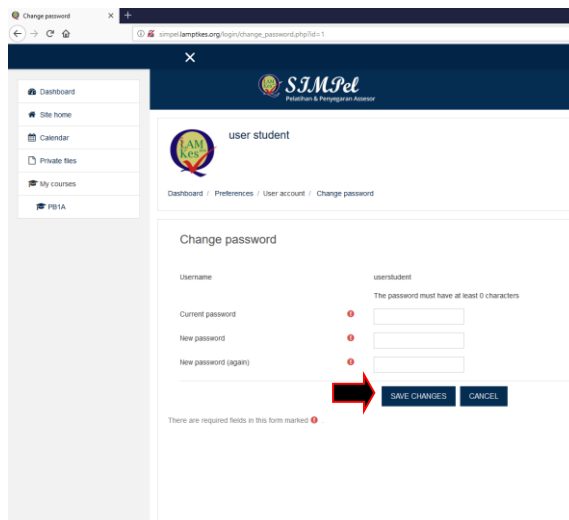 Change password
simpel.lamptkes.org/login/change_password.php?id=1
SIMPel
Pelatihan & Penyegaran Assesor
Dashboard
Site home
Calendar
Private files
My courses
PB1A
LAM
Kes
user student
Dashboard / Preferences / User account / Change password
Change password
Username userstudent
The password must have at least 0 characters
Current password
New password
New password (again)
SAVE CHANGES CANCEL
There are required fields in this form marked